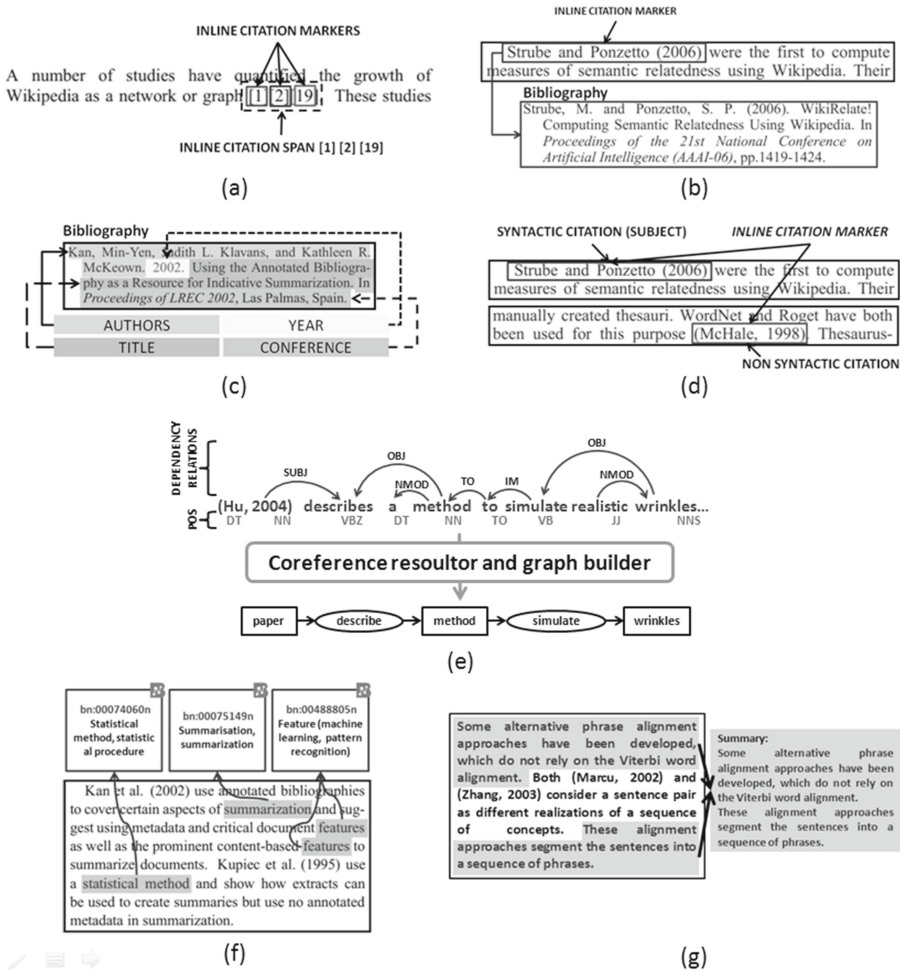 INLINE CITATION MARKERS
A number of studies have quantified the growth of
Wikipedia as a network or graph [1] [2] [19] These studies
INLINE CITATION SPAN [1] [2] [19]
(a)
INLINE CITATION MARKER
Strube and Ponzetto (2006) were the first to compute
measures of semantic relatedness using Wikipedia. Their
Bibliography
Strube, M. and Ponzetto, S. P. (2006). WikiRelate!
Computing Semantic Relatedness Using Wikipedia. In
Proceedings of the 21st National Conference on
Artificial Intelligence (AAAI-06), pp.1419-1424.
(b)
Bibliography
Kan, Min-Yen, Judith L. Klavans, and Kathleen R.
McKeown. 2002. Using the Annotated Bibliogra-
phy as a Resource for Indicative Summarization. In
Proceedings of LREC 2002, Las Palmas, Spain.
AUTHORS YEAR
TITLE CONFERENCE
(c)
SYNTACTIC CITATION (SUBJECT) INLINE CITATION MARKER
Strube and Ponzetto (2006) were the first to compute
measures of semantic relatedness using Wikipedia. Their
manually created thesauri. WordNet and Roget have both
been used for this purpose (McHale, 1998) Thesaurus-
NON SYNTACTIC CITATION
(d)
DEPENDENCY
RELATIONS
SUBJ OBJ NMOD TO IM OBJ NMOD
(Hu, 2004) describes a method to simulate realistic wrinkles...
POS
DT NN VBZ DT NN TO VB JJ NNS
Coreference resoultor and graph builder
paper describe method simulate wrinkles
(e)
bn:00074060n
Statistical
method, statistic
al procedure
bn:00075149n
Summarisation,
summarization
bn:00488805n
Feature (machine
learning, pattern
recognition)
Kan et al. (2002) use annotated bibliographies
to cover certain aspects of summarization and sug-
gest using metadata and critical document features
as well as the prominent content-based features to
summarize documents. Kupiec et al. (1995) use
a statistical method and show how extracts can
be used to create summaries but use no annotated
metadata in summarization.
(f)
Some alternative phrase alignment
approaches have been developed,
which do not rely on the Viterbi word
alignment. Both (Marcu, 2002) and
(Zhang, 2003) consider a sentence pair
as different realizations of a sequence
of concepts. These alignment
approaches segment the sentences into
a sequence of phrases.
Summary:
Some alternative phrase
alignment approaches have been
developed, which do not rely on
the Viterbi word alignment.
These alignment approaches
segment the sentences into a
sequence of phrases.
(g)